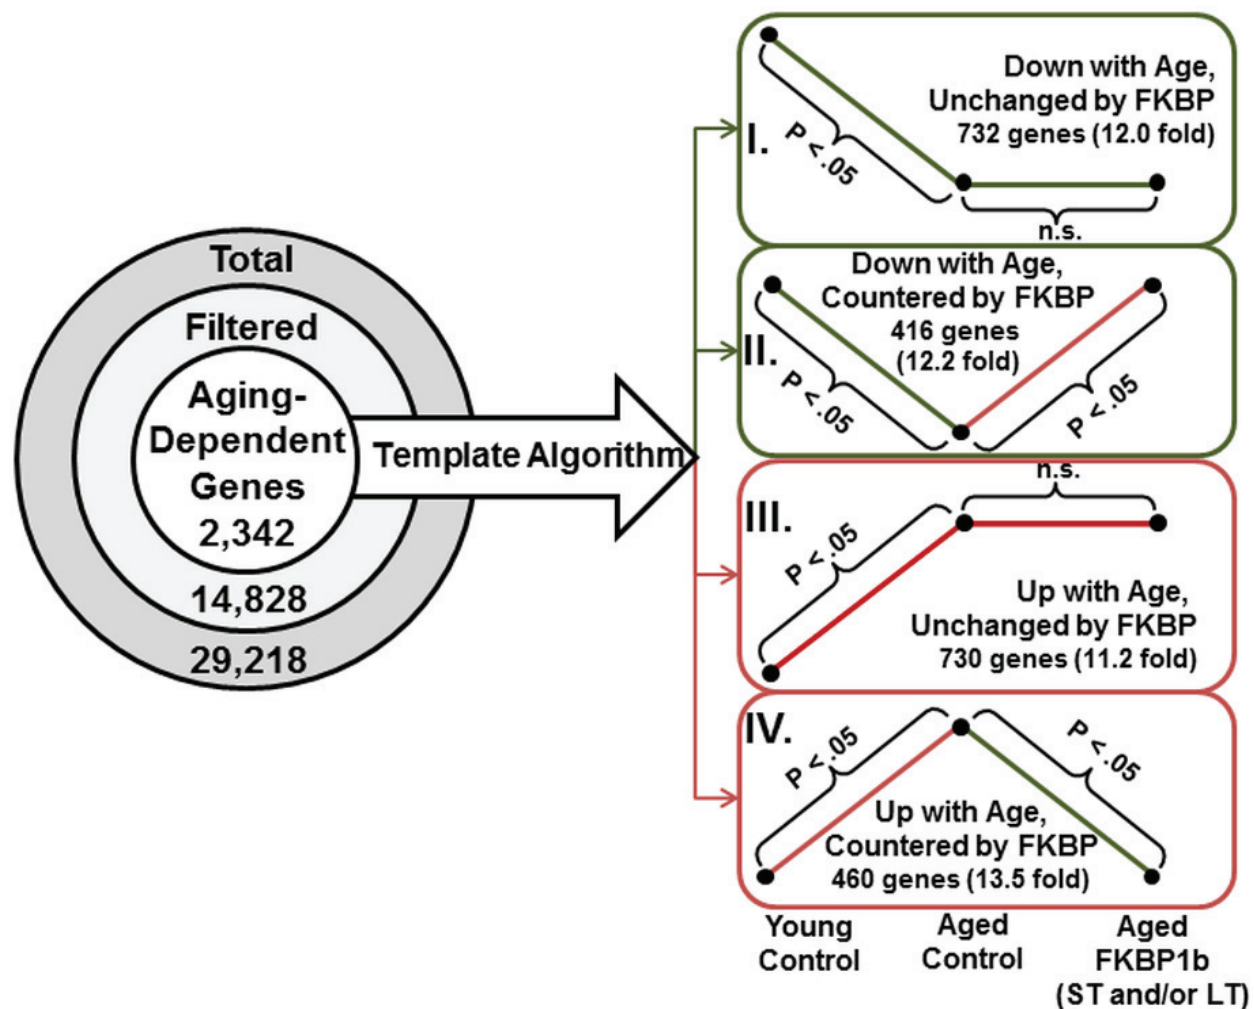 Total
Filtered
Aging-
Dependent
Genes
2,342
14,828
29,218
Template Algorithm
I.
Down with Age,
Unchanged by FKBP
732 genes (12.0 fold)
P < .05
n.s.
II.
Down with Age,
Countered by FKBP
416 genes
(12.2 fold)
P < .05
P < .05
III.
n.s.
P < .05
Up with Age,
Unchanged by FKBP
730 genes (11.2 fold)
IV.
P < .05
P < .05
Up with Age,
Countered by FKBP
460 genes (13.5 fold)
Young
Control
Aged
Control
Aged
FKBP1b
(ST and/or LT)